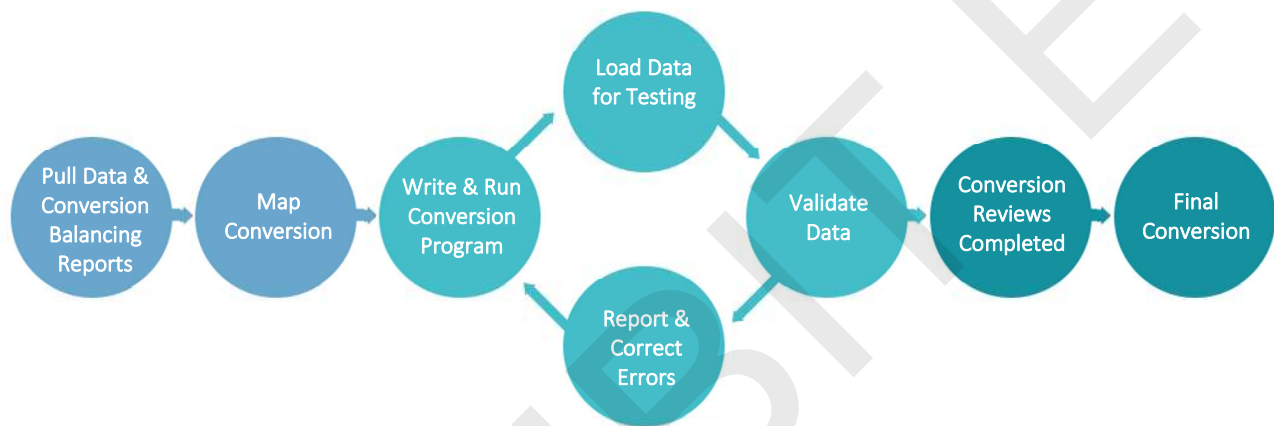 Pull Data &
Conversion
Balancing
Reports
Map
Conversion
Write & Run
Conversion
Program
Load Data
for Testing
Validate
Data
Report &
Correct
Errors
Conversion
Reviews
Completed
Final
Conversion